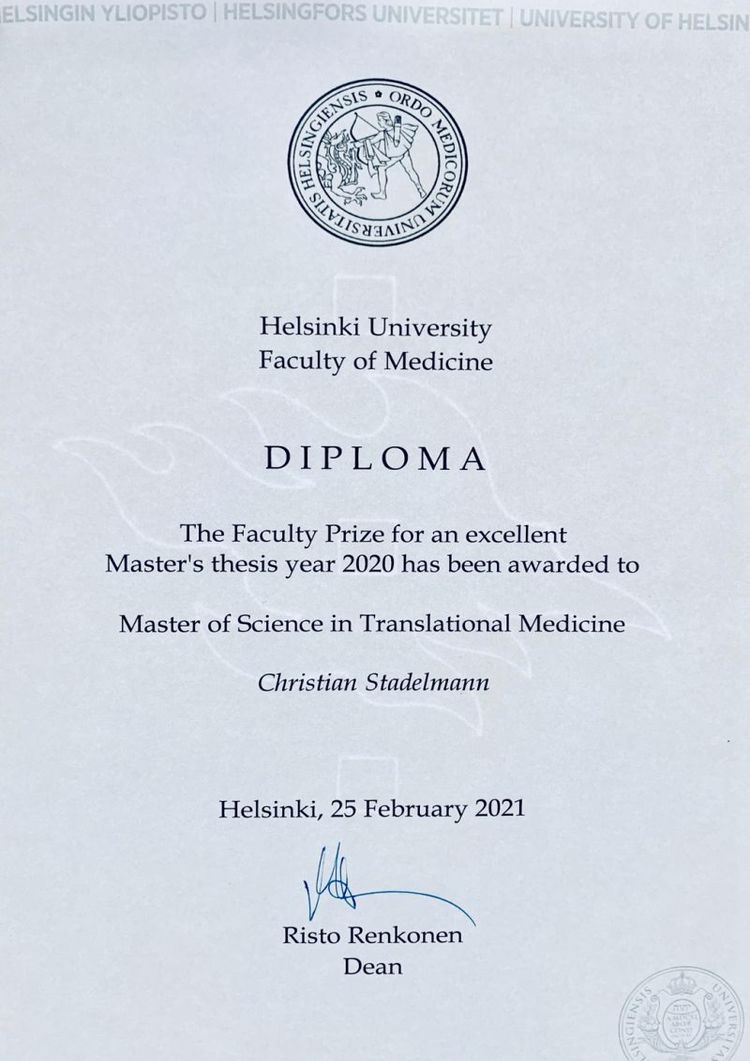 ELSINGIN YLIOPISTO | HELSINGFORS UNIVERSITET | UNIVERSITY OF HELSIN
ORDO MEDICORUM UNIVERSITATIS HELSINGIENSIS
Helsinki University
Faculty of Medicine
DIPLOMA
The Faculty Prize for an excellent
Master's thesis year 2020 has been awarded to
Master of Science in Translational Medicine
Christian Stadelmann
Helsinki, 25 February 2021
Risto Renkonen
Dean